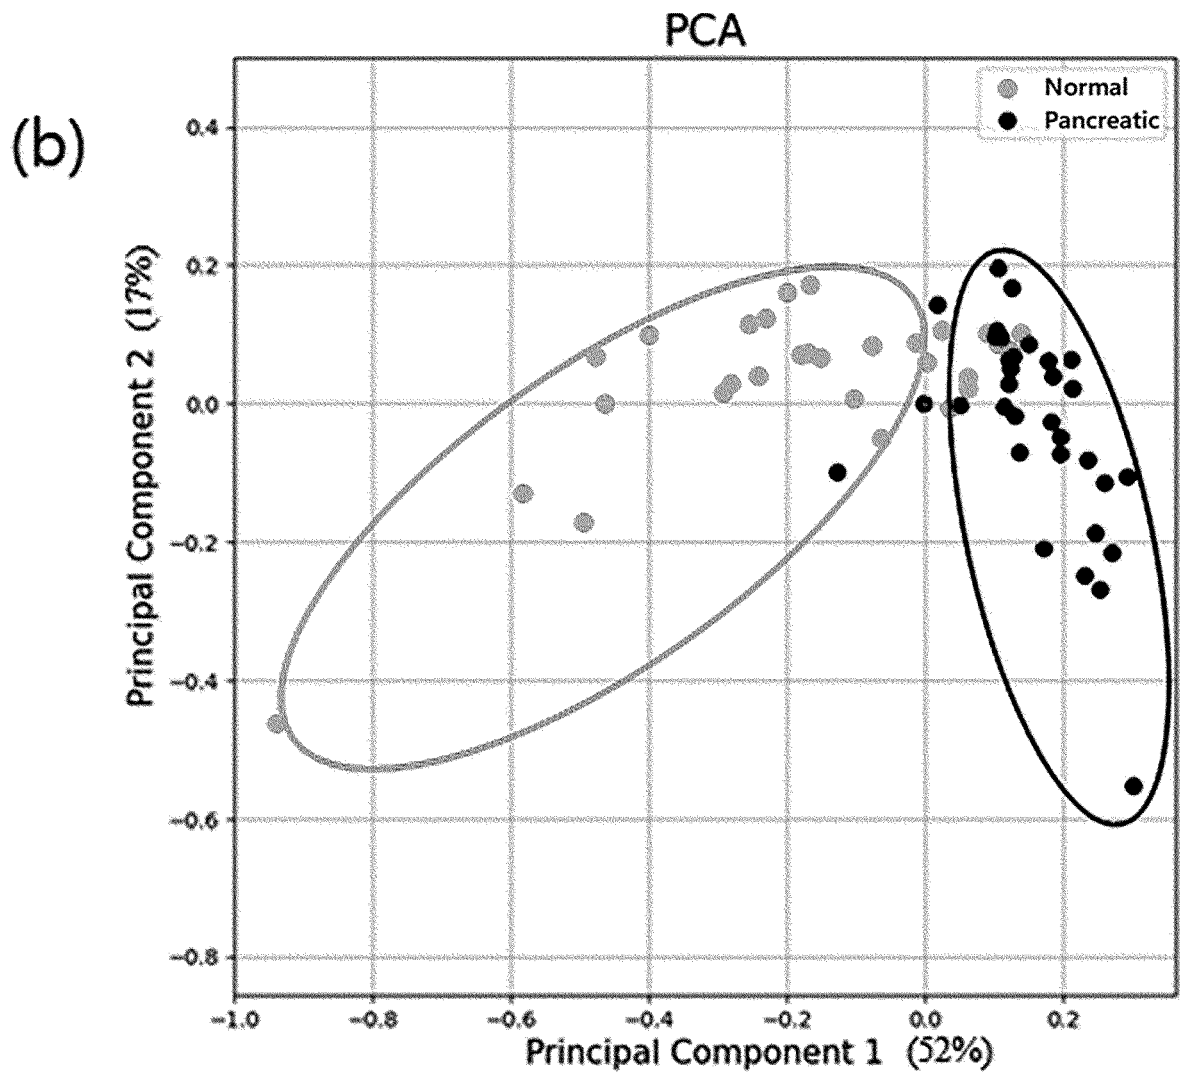 PCA
(b)
Normal
Pancreatic
0.4
0.2
0.0
−0.2
−0.4
−0.6
−0.8
Principal Component 2 (17%)
−1.0 −0.8 −0.6 −0.4 −0.2 0.0 0.2
Principal Component 1 (52%)